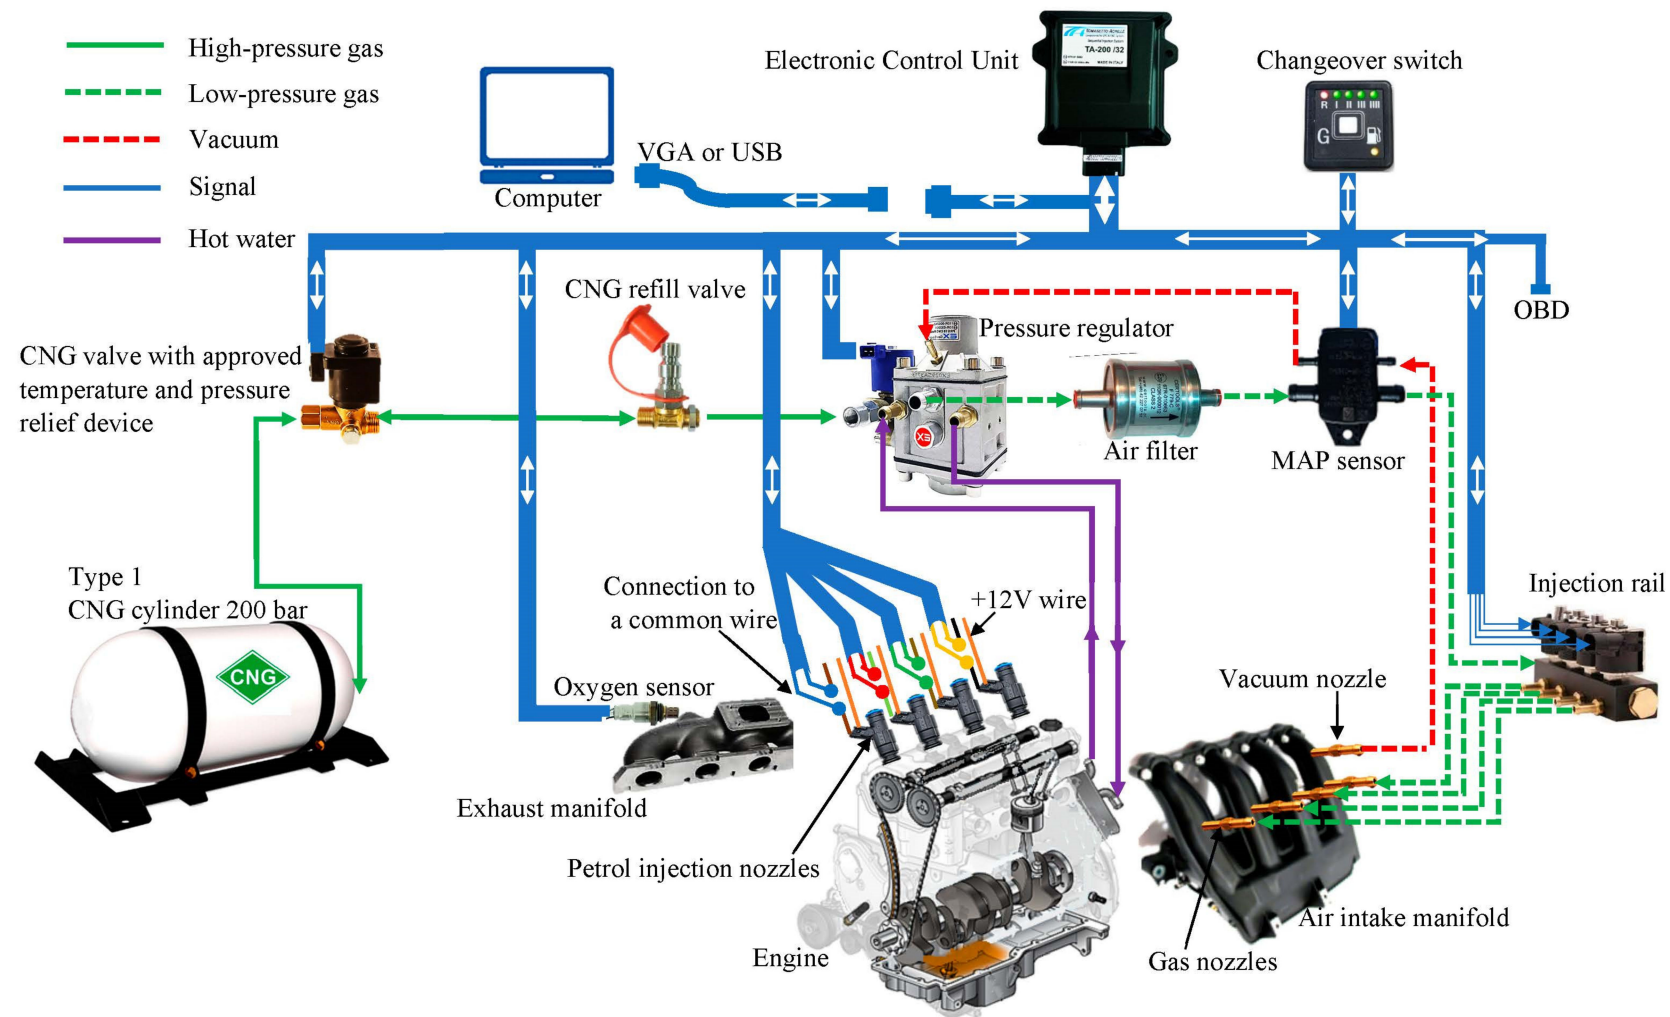 High-pressure gas
Low-pressure gas
Vacuum
Signal
Hot water
Computer
VGA or USB
Electronic Control Unit
TA-200 /32
Changeover switch
R I II III IIII
G
CNG refill valve
Pressure regulator
OBD
CNG valve with approved
temperature and pressure
relief device
Air filter
MAP sensor
Type 1
CNG cylinder 200 bar
CNG
Connection to
a common wire
+12V wire
Injection rail
Oxygen sensor
Vacuum nozzle
Exhaust manifold
Petrol injection nozzles
Air intake manifold
Engine
Gas nozzles